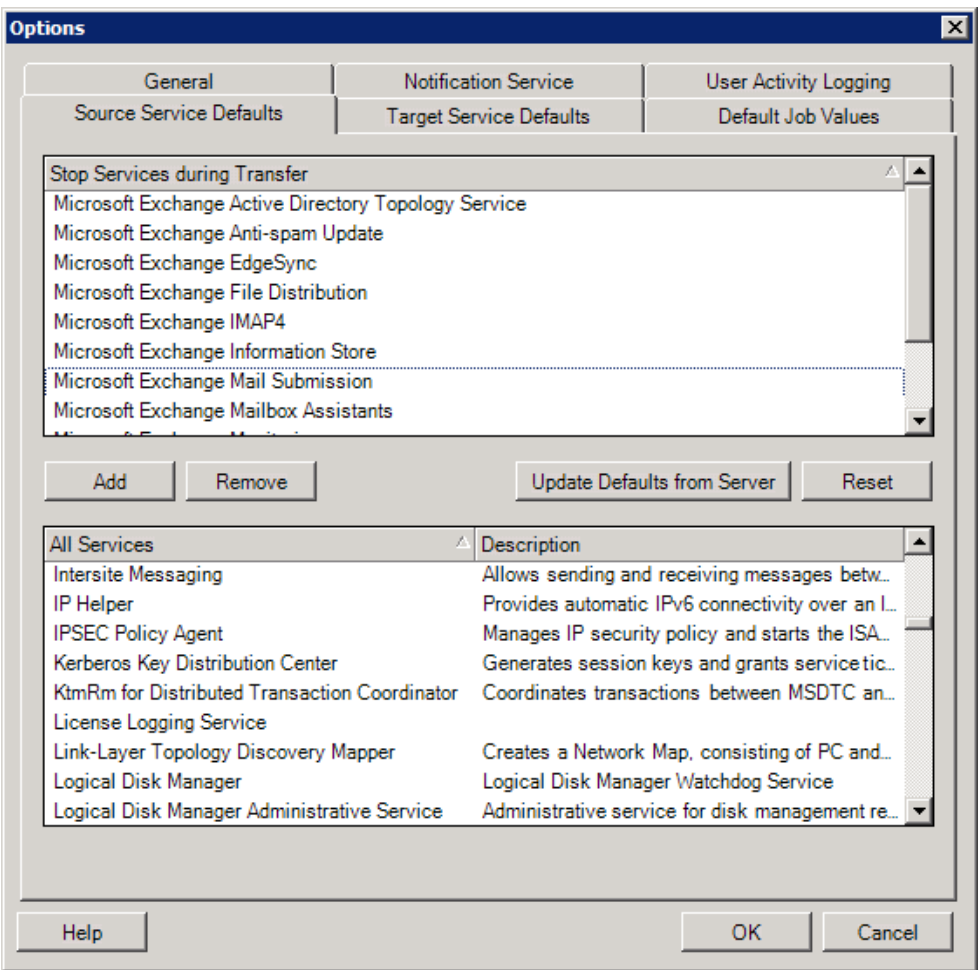 Options
General Notification Service User Activity Logging
Source Service Defaults Target Service Defaults Default Job Values
Stop Services during Transfer
Microsoft Exchange Active Directory Topology Service
Microsoft Exchange Anti-spam Update
Microsoft Exchange EdgeSync
Microsoft Exchange File Distribution
Microsoft Exchange IMAP4
Microsoft Exchange Information Store
Microsoft Exchange Mail Submission
Microsoft Exchange Mailbox Assistants
Add Remove Update Defaults from Server Reset
All Services Description
Intersite Messaging Allows sending and receiving messages betw...
IP Helper Provides automatic IPv6 connectivity over an I...
IPSEC Policy Agent Manages IP security policy and starts the ISA...
Kerberos Key Distribution Center Generates session keys and grants service tic...
KtmRm for Distributed Transaction Coordinator Coordinates transactions between MSDTC an...
License Logging Service
Link-Layer Topology Discovery Mapper Creates a Network Map, consisting of PC and...
Logical Disk Manager Logical Disk Manager Watchdog Service
Logical Disk Manager Administrative Service Administrative service for disk management re...
Help OK Cancel